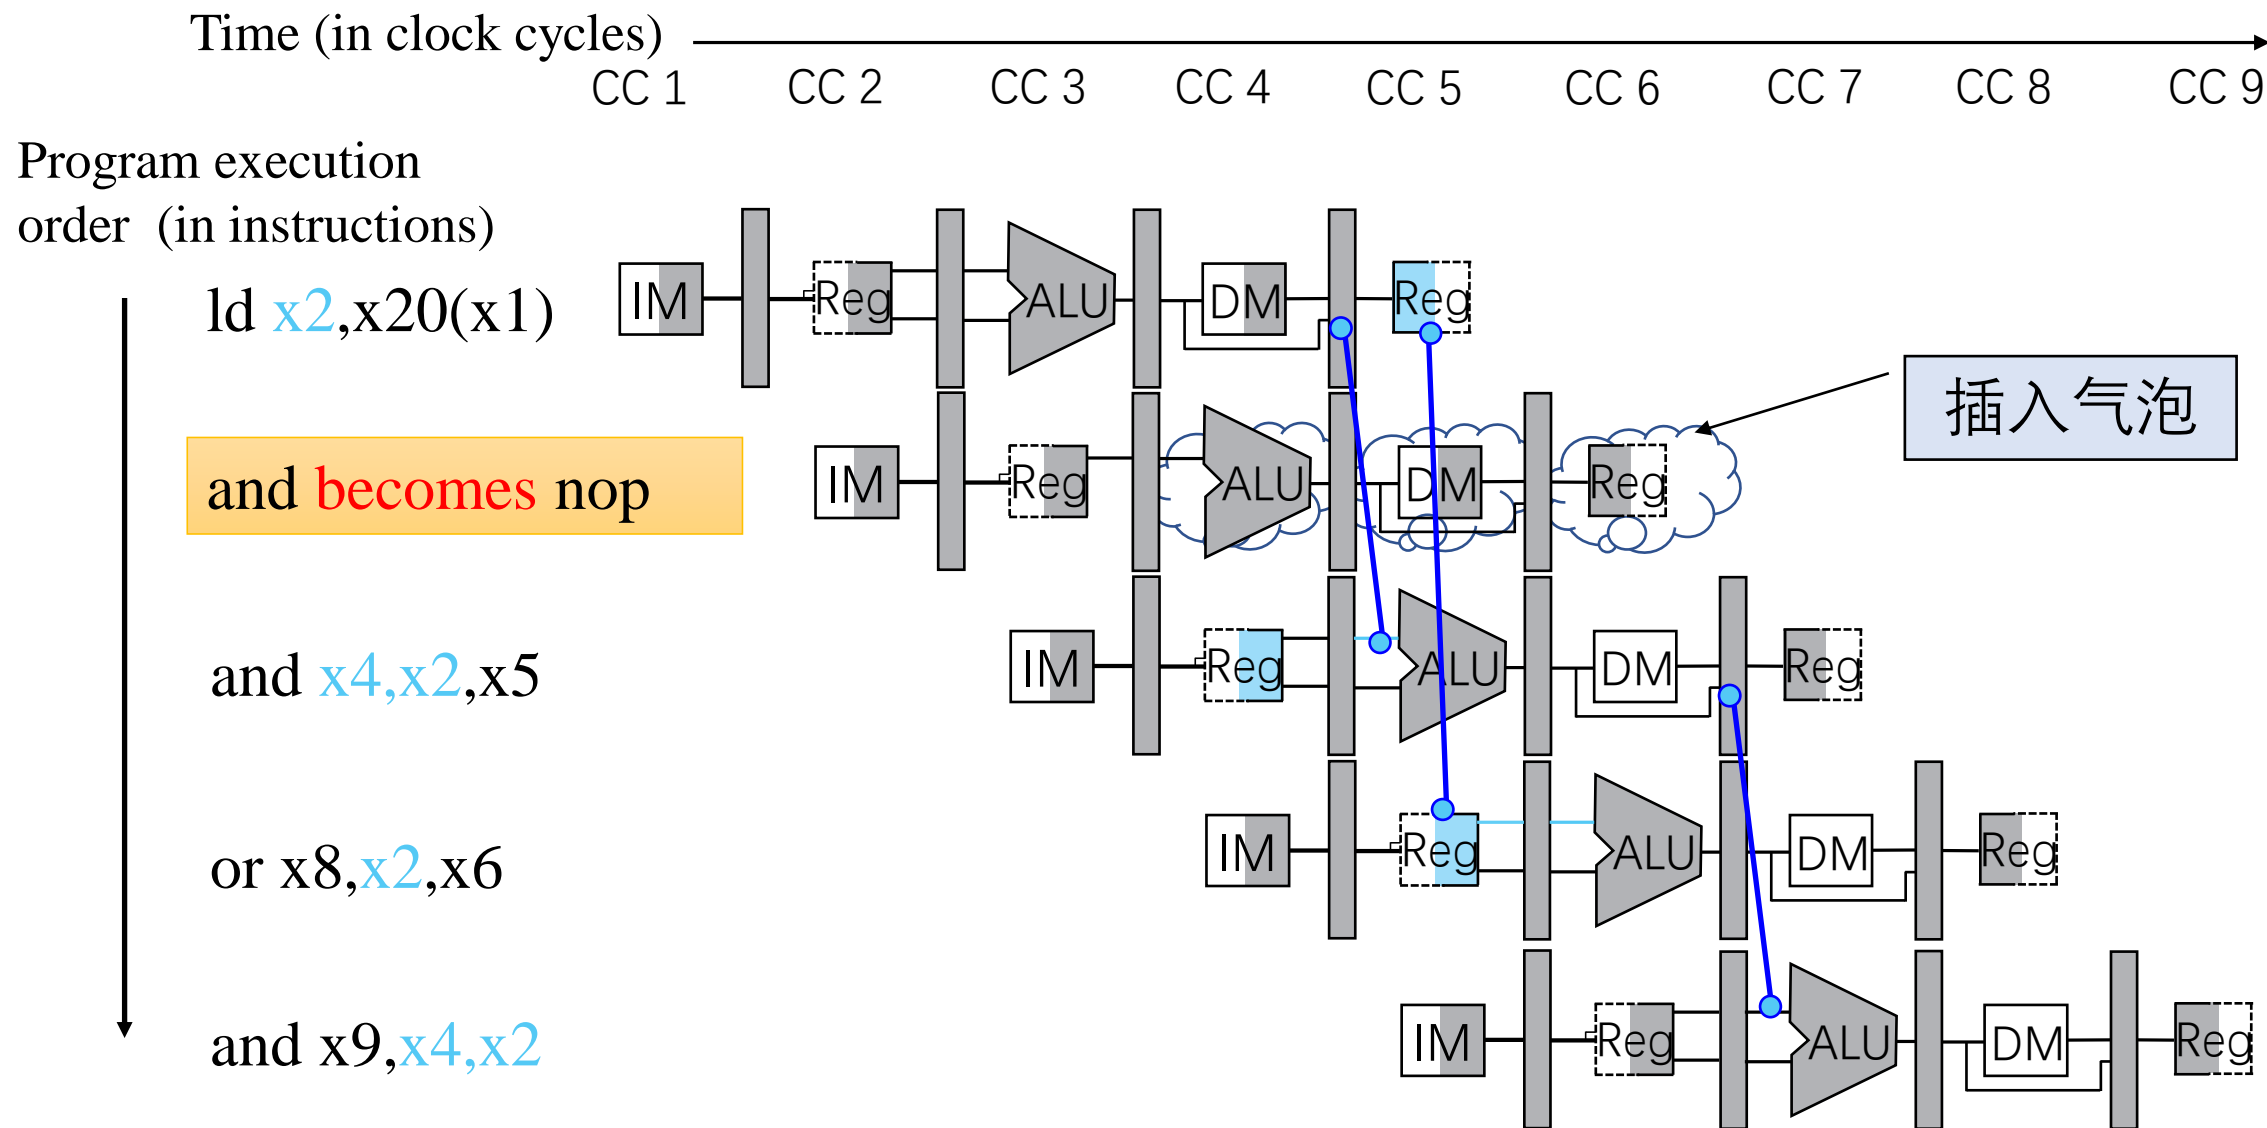 Time (in clock cycles)
CC 1 CC 2 CC 3 CC 4 CC 5 CC 6 CC 7 CC 8 CC 9
Program execution
order (in instructions)
ld x2,x20(x1)
IM Reg ALU DM Reg
插入气泡
and becomes nop
IM Reg ALU DM Reg
and x4,x2,x5
IM Reg ALU DM Reg
or x8,x2,x6
IM Reg ALU DM Reg
and x9,x4,x2
IM Reg ALU DM Reg